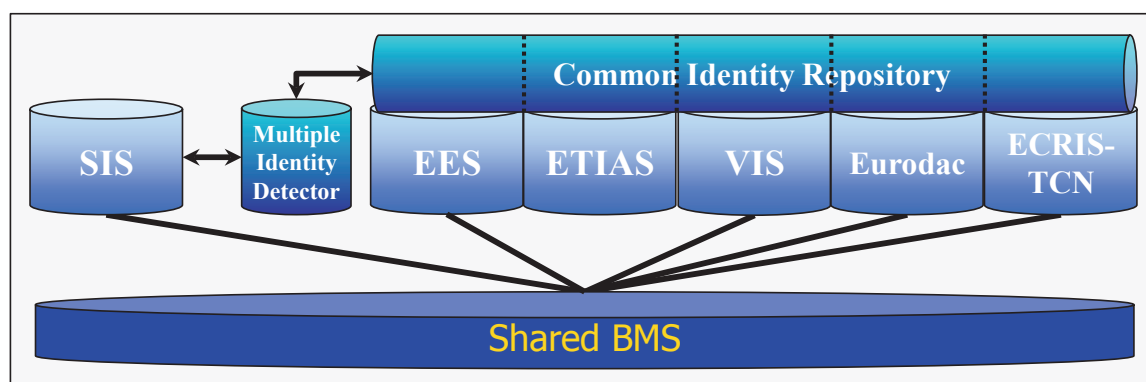 Common Identity Repository
SIS
Multiple
Identity
Detector
EES
ETIAS
VIS
Eurodac
ECRIS-
TCN
Shared BMS